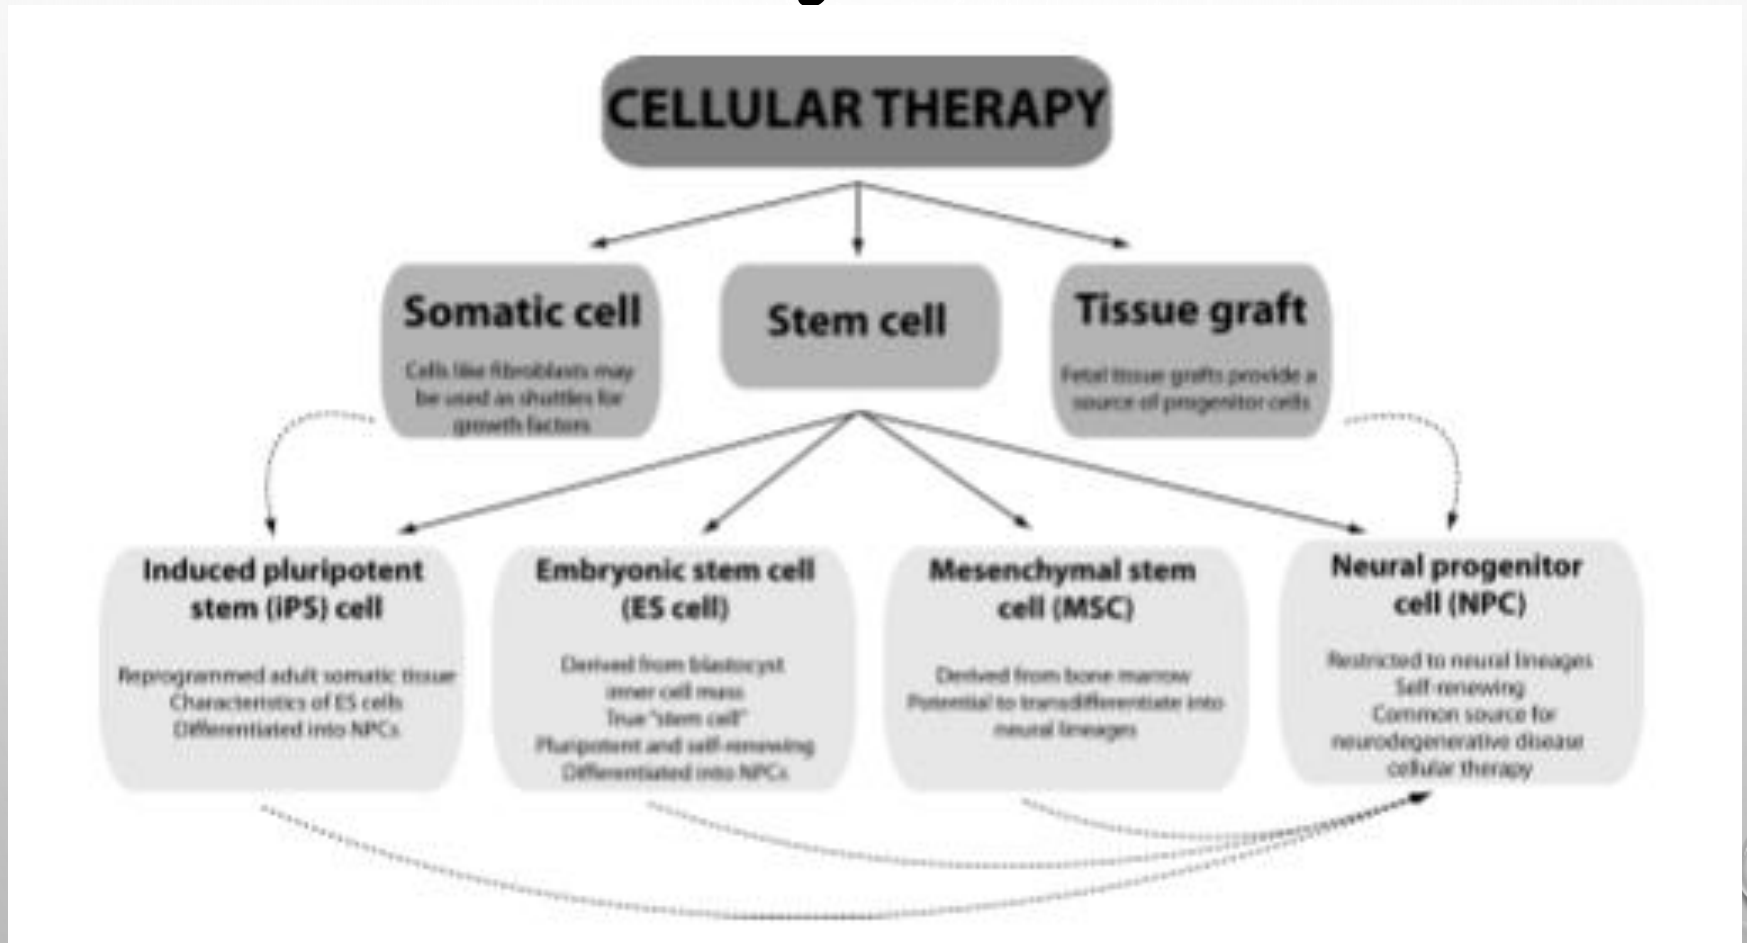 CELLULAR THERAPY
Somatic cell
Cells like fibroblasts may
be used as shuttles for
growth factors
Stem cell
Tissue graft
Fetal tissue grafts provide a
source of progenitor cells
Induced pluripotent
stem (iPS) cell
Reprogrammed adult somatic tissue
Characteristics of ES cells
Differentiated into NPCs
Embryonic stem cell
(ES cell)
Derived from blastocyst
inner cell mass
True "stem cell"
Pluripotent and self-renewing
Differentiated into NPCs
Mesenchymal stem
cell (MSC)
Derived from bone marrow
Potential to transdifferentiate into
neural lineages
Neural progenitor
cell (NPC)
Restricted to neural lineages
Self-renewing
Common source for
neurodegenerative disease
cellular therapy